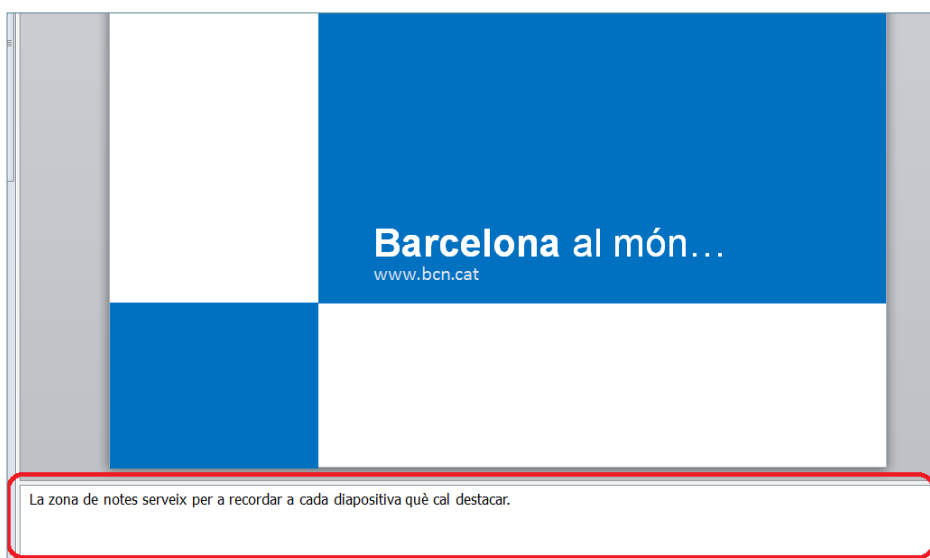 Barcelona al món...
www.bcn.cat
La zona de notes serveix per a recordar a cada diapositiva què cal destacar.